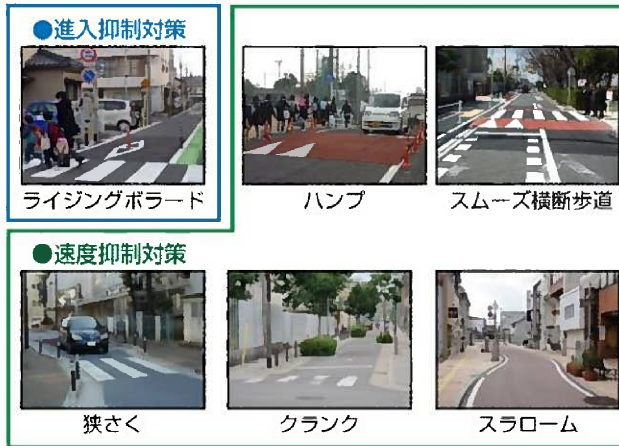 ●進入抑制対策
ライジングボラード
ハンプ
スムーズ横断歩道
●速度抑制対策
狭さく
クランク
スラローム